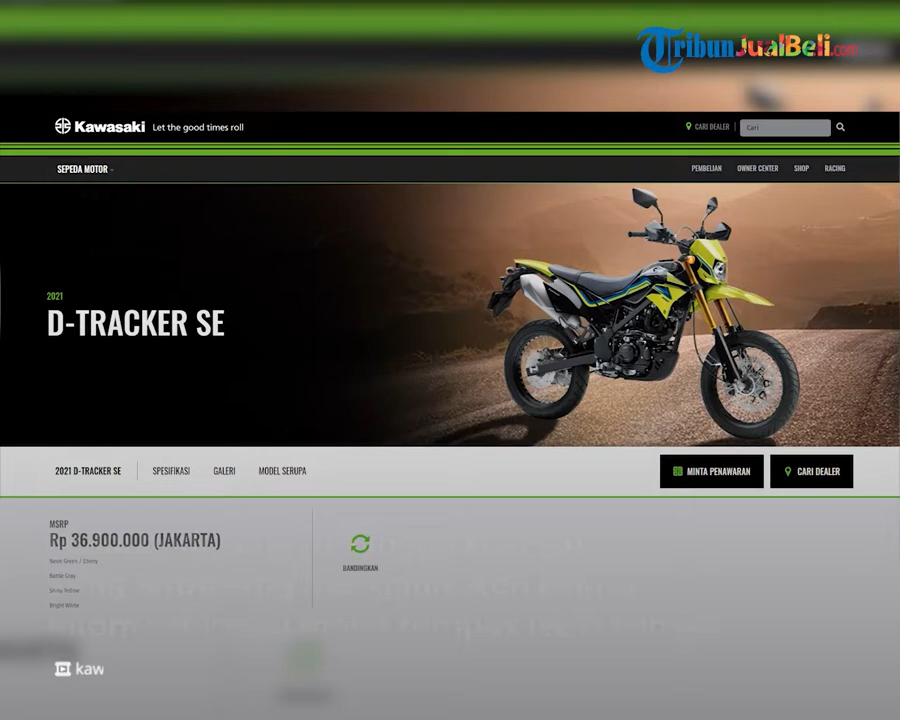 TribunJualBeli.com
Kawasaki Let the good times roll
CARI DEALER
Cari
SEPEDA MOTOR
PEMBELIAN OWNER CENTER SHOP RACING
2021
D-TRACKER SE
2021 D-TRACKER SE SPESIFIKASI GALERI MODEL SERUPA
MINTA PENAWARAN CARI DEALER
MSRP
Rp 36.900.000 (JAKARTA)
Neon Green / Ebony
Battle Gray
Shiny Yellow
Bright White
BANDINGKAN
kaw